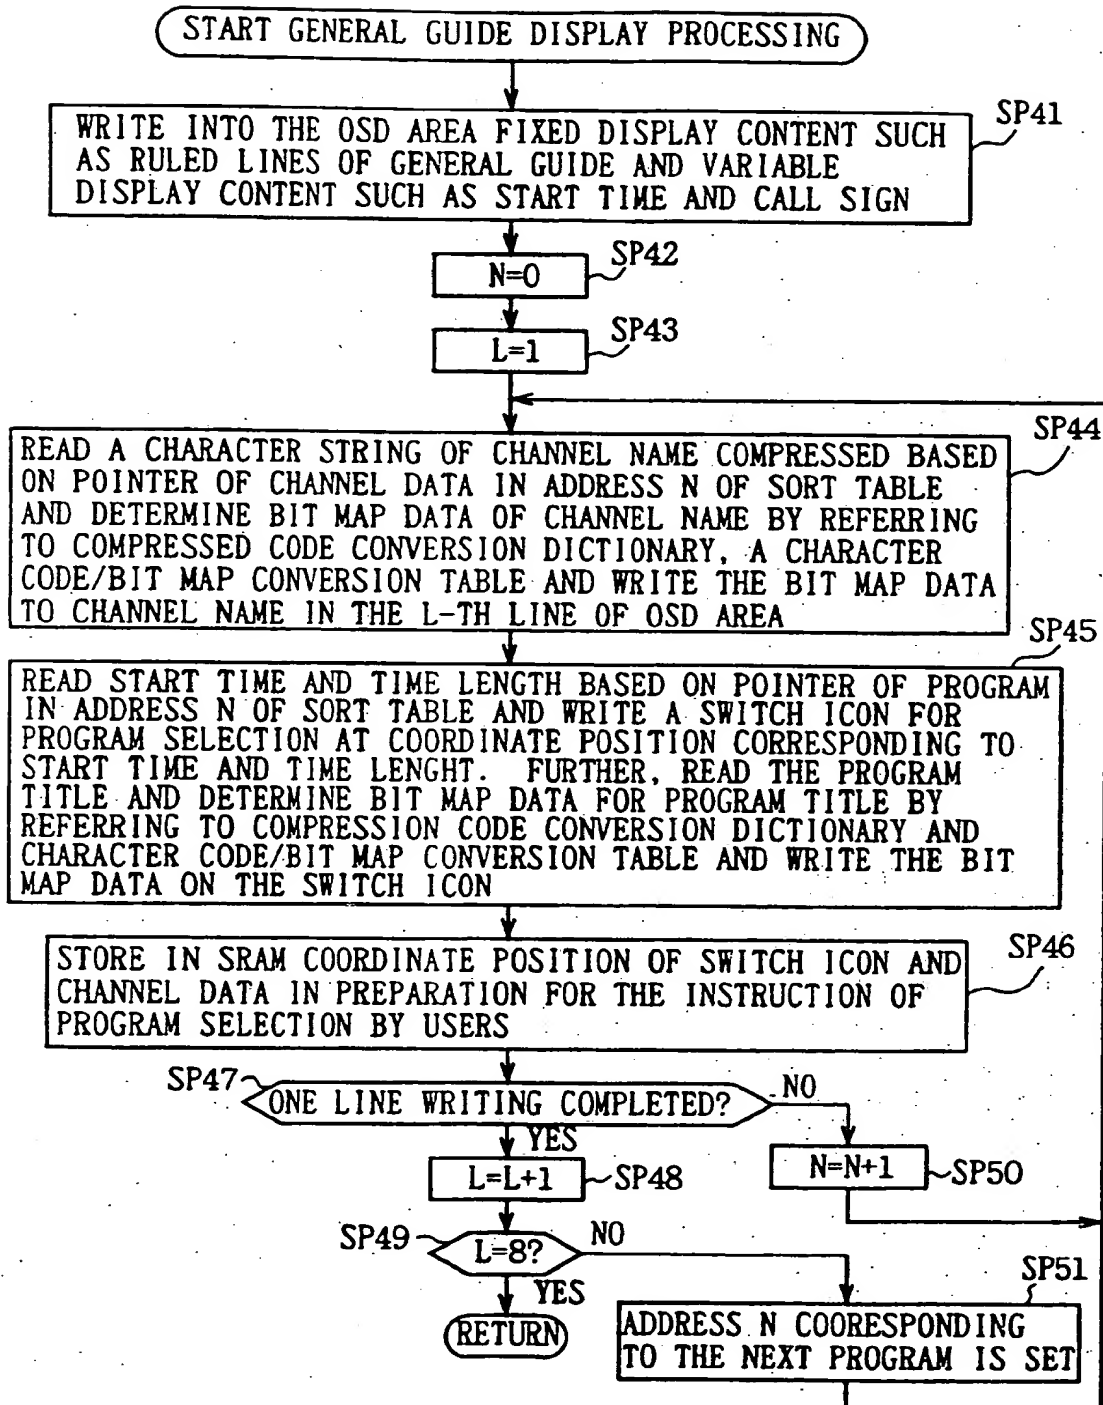 START GENERAL GUIDE DISPLAY PROCESSING
SP41
WRITE INTO THE OSD AREA FIXED DISPLAY CONTENT SUCH
AS RULED LINES OF GENERAL GUIDE AND VARIABLE
DISPLAY CONTENT SUCH AS START TIME AND CALL SIGN
SP42
N=0
SP43
L=1
SP44
READ A CHARACTER STRING OF CHANNEL NAME COMPRESSED BASED
ON POINTER OF CHANNEL DATA IN ADDRESS N OF SORT TABLE
AND DETERMINE BIT MAP DATA OF CHANNEL NAME BY REFERRING
TO COMPRESSED CODE CONVERSION DICTIONARY, A CHARACTER
CODE/BIT MAP CONVERSION TABLE AND WRITE THE BIT MAP DATA
TO CHANNEL NAME IN THE L-TH LINE OF OSD AREA
SP45
READ START TIME AND TIME LENGTH BASED ON POINTER OF PROGRAM
IN ADDRESS N OF SORT TABLE AND WRITE A SWITCH ICON FOR
PROGRAM SELECTION AT COORDINATE POSITION CORRESPONDING TO
START TIME AND TIME LENGHT. FURTHER, READ THE PROGRAM
TITLE AND DETERMINE BIT MAP DATA FOR PROGRAM TITLE BY
REFERRING TO COMPRESSION CODE CONVERSION DICTIONARY AND
CHARACTER CODE/BIT MAP CONVERSION TABLE AND WRITE THE BIT
MAP DATA ON THE SWITCH ICON
SP46
STORE IN SRAM COORDINATE POSITION OF SWITCH ICON AND
CHANNEL DATA IN PREPARATION FOR THE INSTRUCTION OF
PROGRAM SELECTION BY USERS
SP47
ONE LINE WRITING COMPLETED?
NO
YES
L=L+1
SP48
N=N+1
SP50
SP49
L=8?
NO
YES
RETURN
SP51
ADDRESS N COORESPONDING
TO THE NEXT PROGRAM IS SET